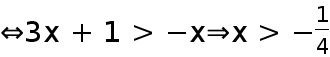 ⇔3x + 1 > −x⇒x > −1/4